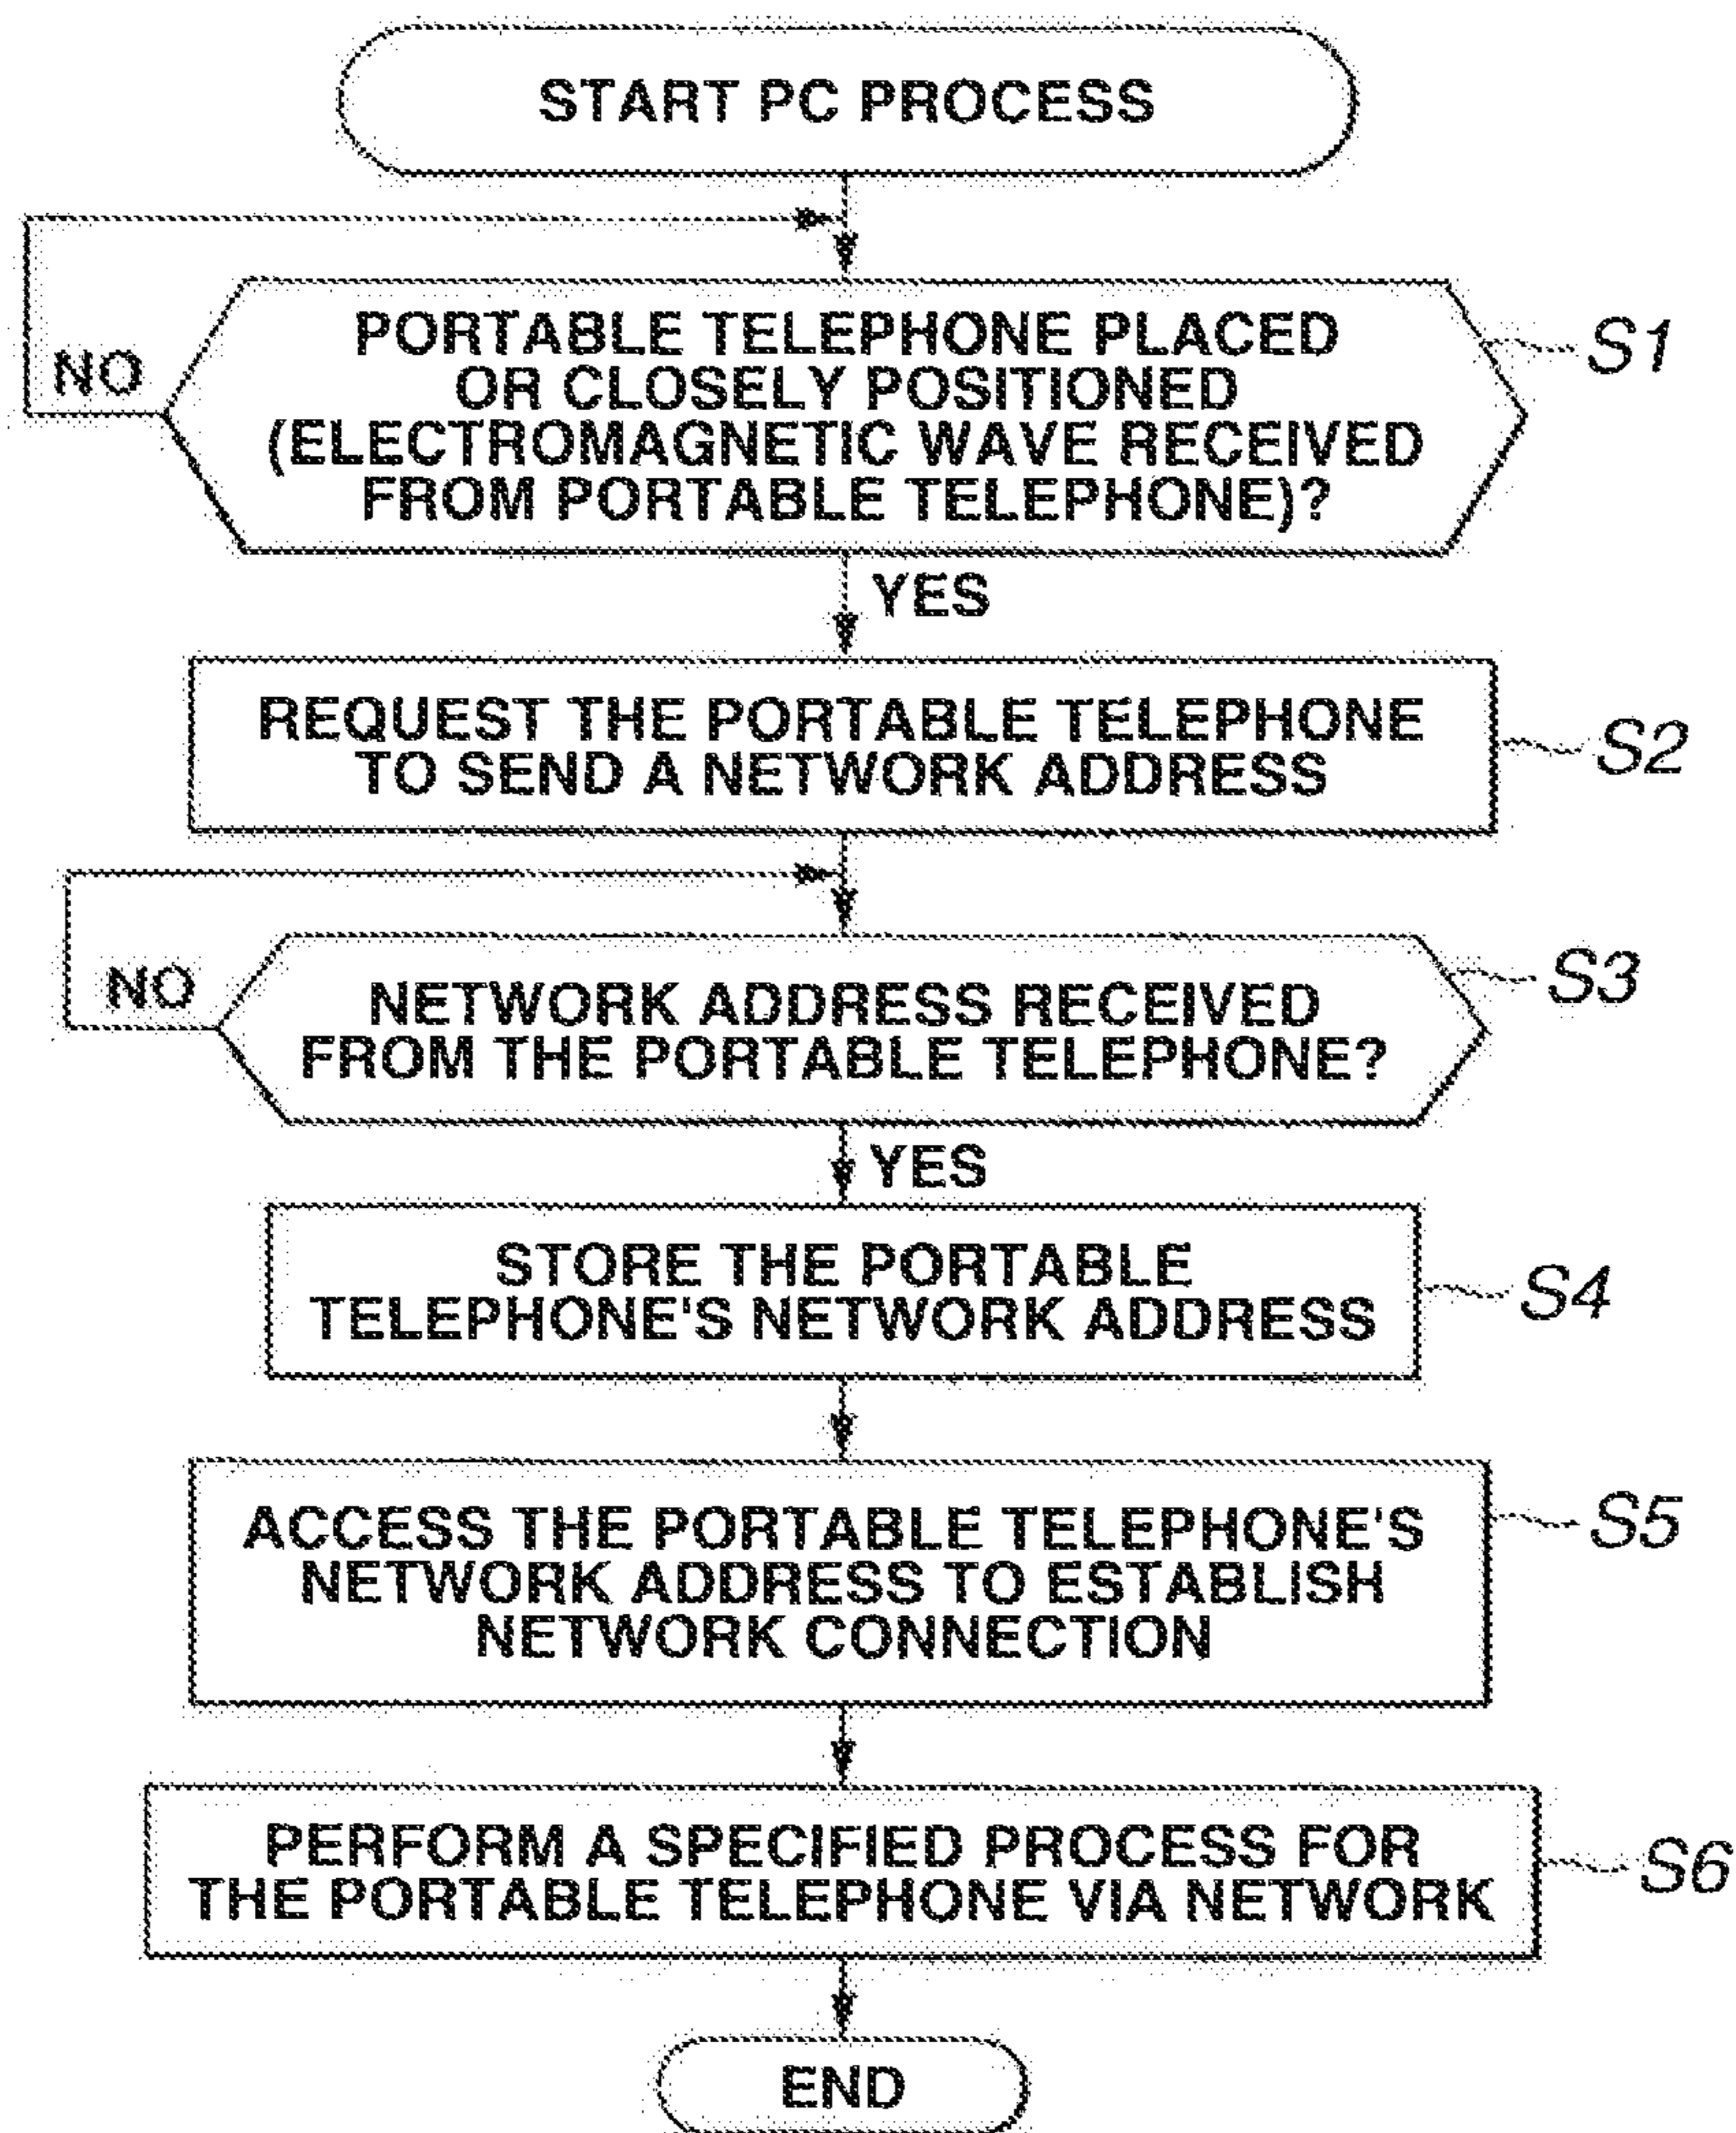 START PC PROCESS
PORTABLE TELEPHONE PLACED
OR CLOSELY POSITIONED
(ELECTROMAGNETIC WAVE RECEIVED
FROM PORTABLE TELEPHONE)?
S1
NO
YES
REQUEST THE PORTABLE TELEPHONE
TO SEND A NETWORK ADDRESS
S2
NETWORK ADDRESS RECEIVED
FROM THE PORTABLE TELEPHONE?
S3
NO
YES
STORE THE PORTABLE
TELEPHONE'S NETWORK ADDRESS
S4
ACCESS THE PORTABLE TELEPHONE'S
NETWORK ADDRESS TO ESTABLISH
NETWORK CONNECTION
S5
PERFORM A SPECIFIED PROCESS FOR
THE PORTABLE TELEPHONE VIA NETWORK
S6
END